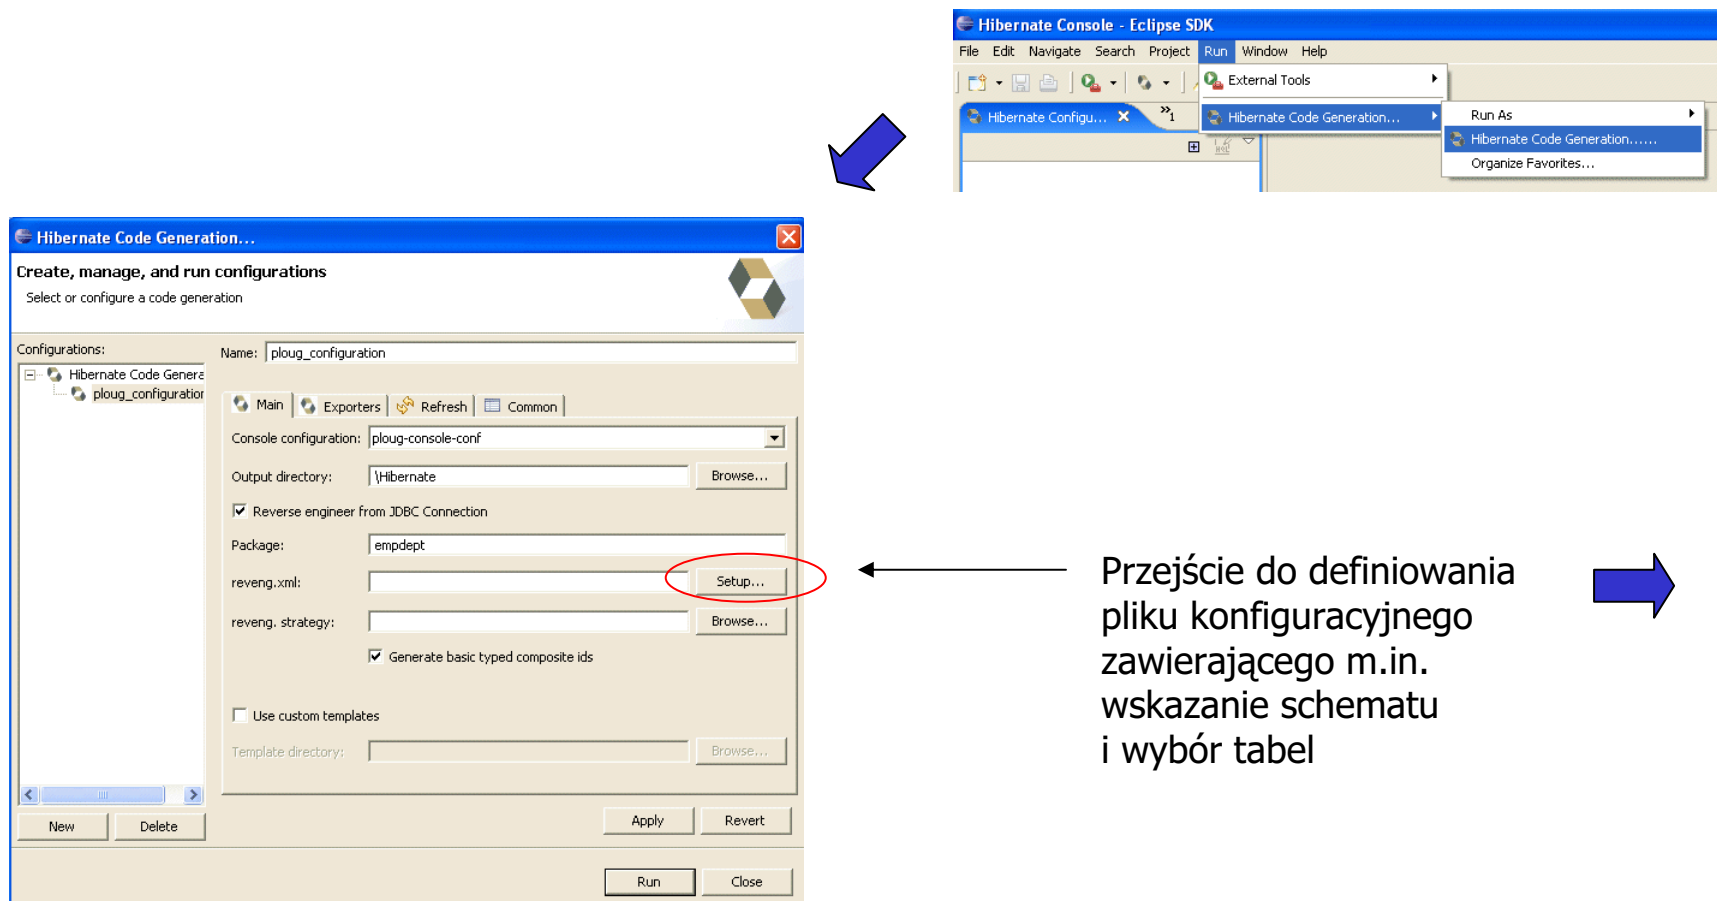 Hibernate Console - Eclipse SDK
File Edit Navigate Search Project Run Window Help
External Tools
Hibernate Configu... 1
Hibernate Code Generation...
Run As
Hibernate Code Generation......
Organize Favorites...
Hibernate Code Generation...
Create, manage, and run configurations
Select or configure a code generation
Configurations:
Name: ploug_configuration
Hibernate Code Genera
ploug_configuration
Main Exporters Refresh Common
Console configuration: ploug-console-conf
Output directory: \Hibernate Browse...
Reverse engineer from JDBC Connection
Package: empdept
reveng.xml: Setup...
reveng. strategy: Browse...
Generate basic typed composite ids
Use custom templates
Template directory: Browse...
New Delete
Apply Revert
Run Close
Przejście do definiowania
pliku konfiguracyjnego
zawierającego m.in.
wskazanie schematu
i wybór tabel